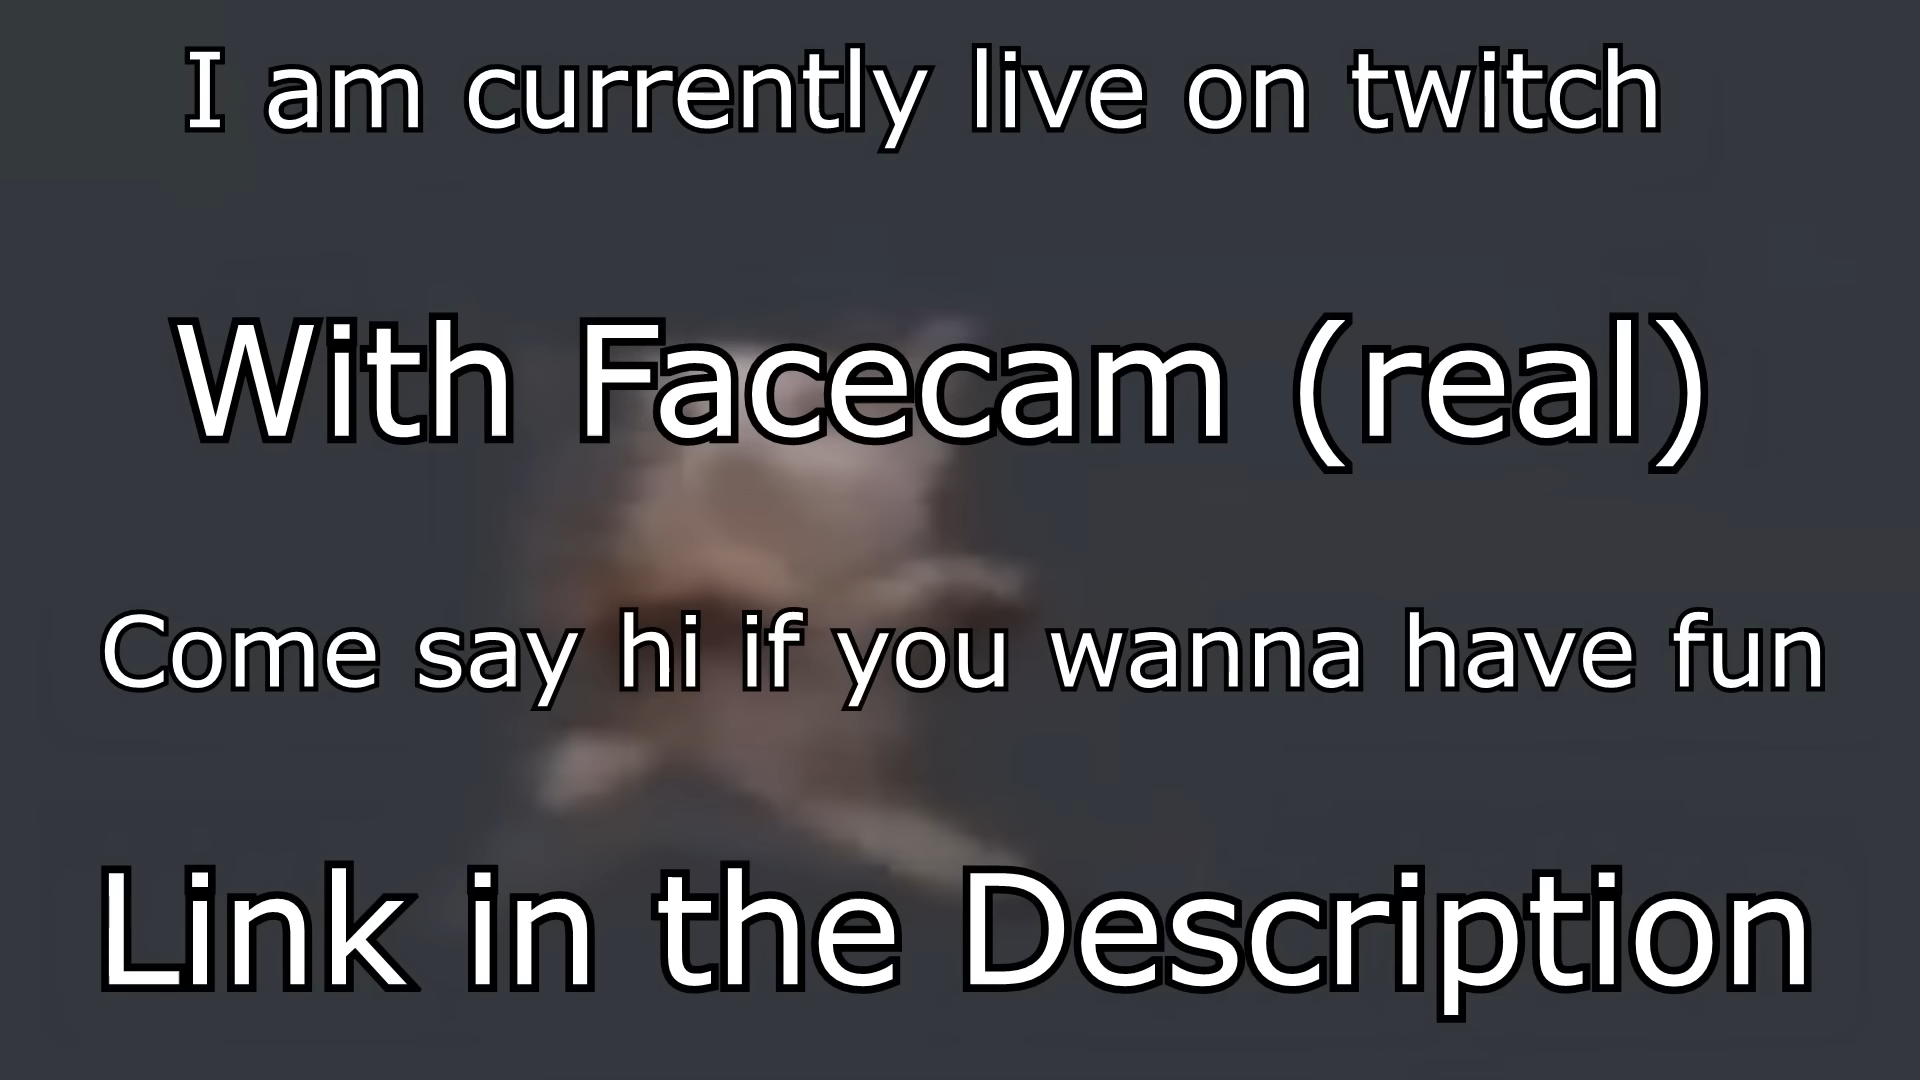 I am currently live on twitch
With Facecam (real)
Come say hi if you wanna have fun
Link in the Description